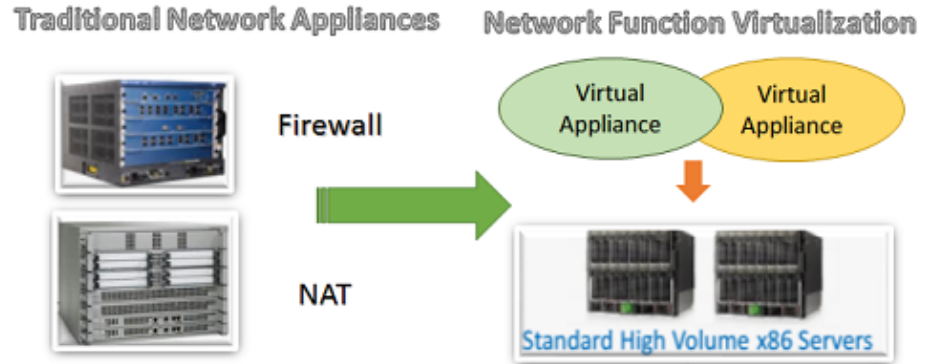 Traditional Network Appliances
Network Function Virtualization
Firewall
NAT
Virtual
Appliance
Virtual
Appliance
Standard High Volume x86 Servers